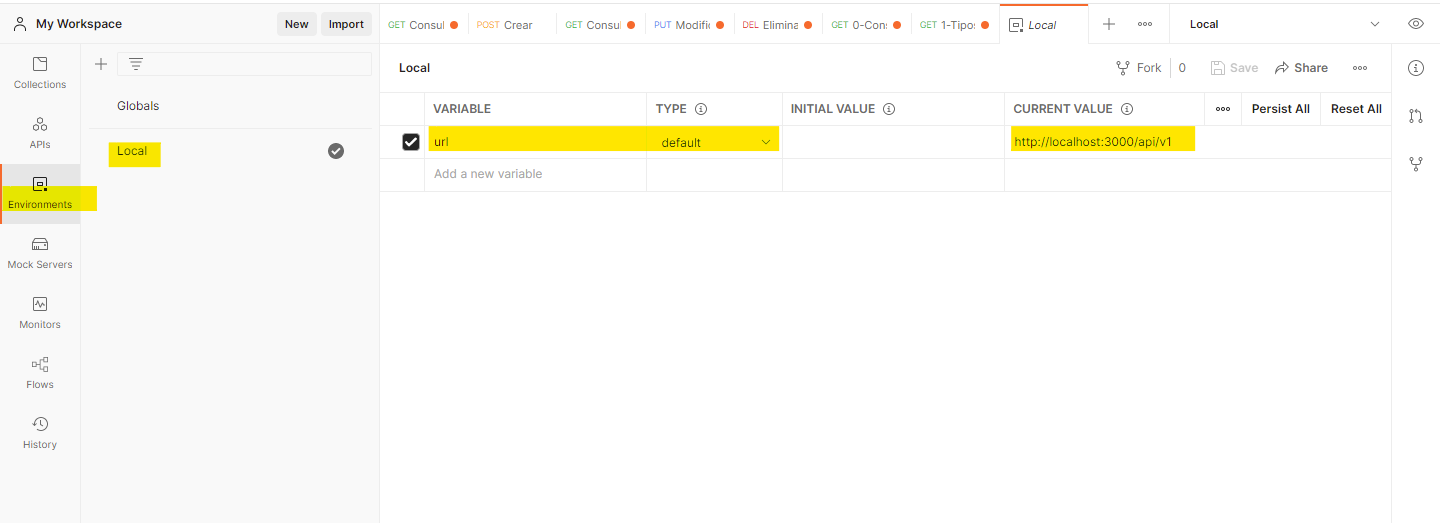 My Workspace
New
Import
GET Consul
POST Crear
GET Consul
PUT Modific
DEL Elimina
GET 0-Cons
GET 1-Tipos
Local
Local
Collections
APIs
Environments
Mock Servers
Monitors
Flows
History
Globals
Local
Local
Fork
0
Save
Share
VARIABLE
TYPE
INITIAL VALUE
CURRENT VALUE
Persist All
Reset All
url
default
http://localhost:3000/api/v1
Add a new variable